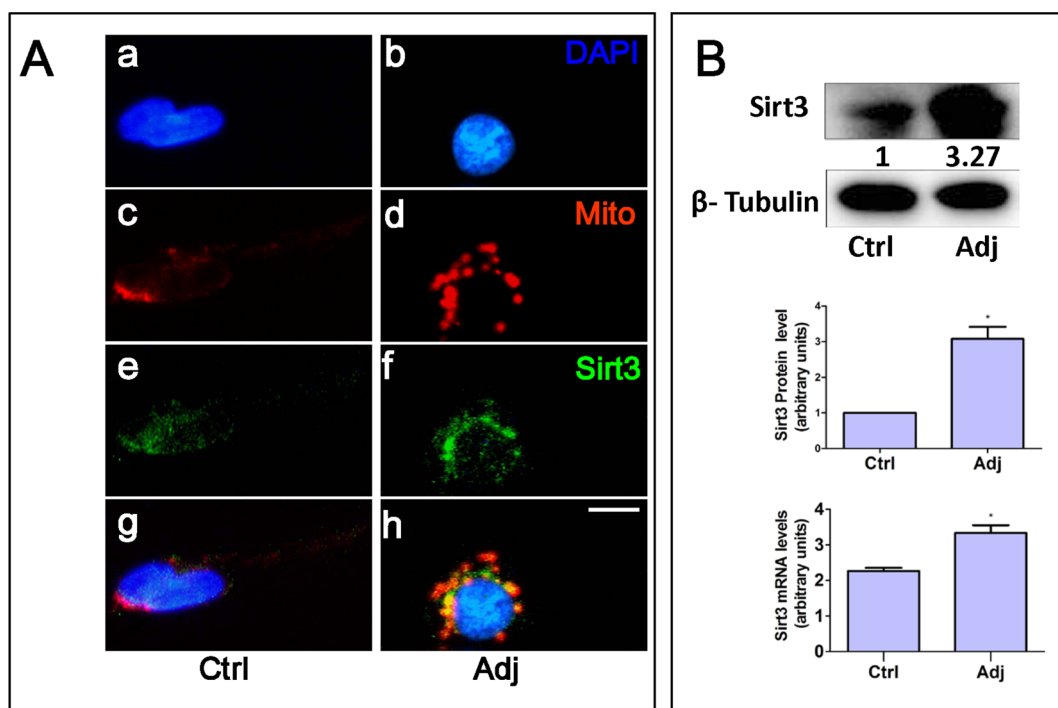 A
a
b
DAPI
c
d
Mito
e
f
Sirt3
g
h
Ctrl
Adj
B
Sirt3
1
3.27
β- Tubulin
Ctrl
Adj
Sirt3 Protein level
(arbitrary units)
4
3
2
1
0
*
Ctrl
Adj
Sirt3 mRNA levels
(arbitrary units)
4
3
2
1
0
*
Ctrl
Adj